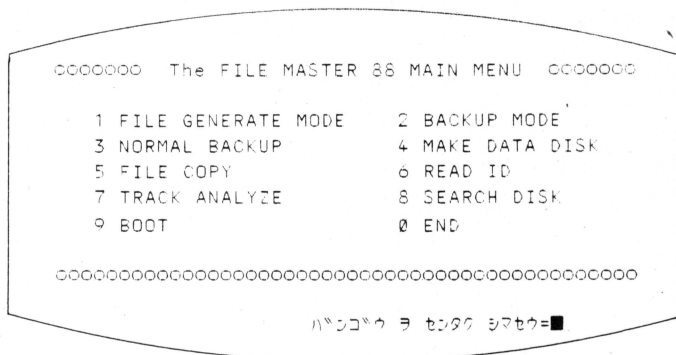 ○○○○○○○ The FILE MASTER 88 MAIN MENU ○○○○○○○
1 FILE GENERATE MODE 2 BACKUP MODE
3 NORMAL BACKUP 4 MAKE DATA DISK
5 FILE COPY 6 READ ID
7 TRACK ANALYZE 8 SEARCH DISK
9 BOOT 0 END
○○○○○○○○○○○○○○○○○○○○○○○○○○○○○○○○○○○○○○○○○○○○○○
バンゴウ ヲ センタク シマセウ=■